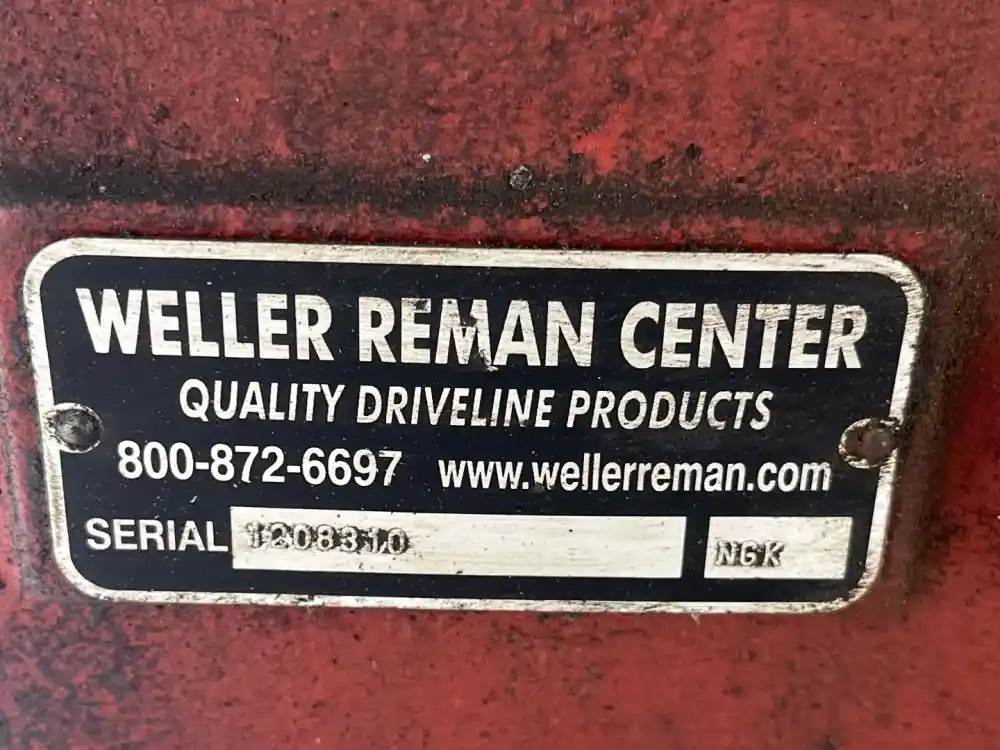 WELLER REMAN CENTER
QUALITY DRIVELINE PRODUCTS
800-872-6697 www.wellerreman.com
SERIAL 1208310 NGK